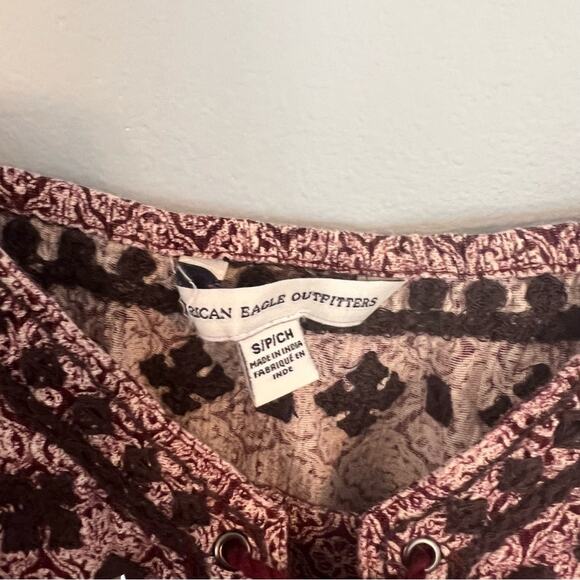 RICAN EAGLE OUTFITTERS
S/P/CH
MADE IN INDIA
FABRIQUÉ EN
INDE